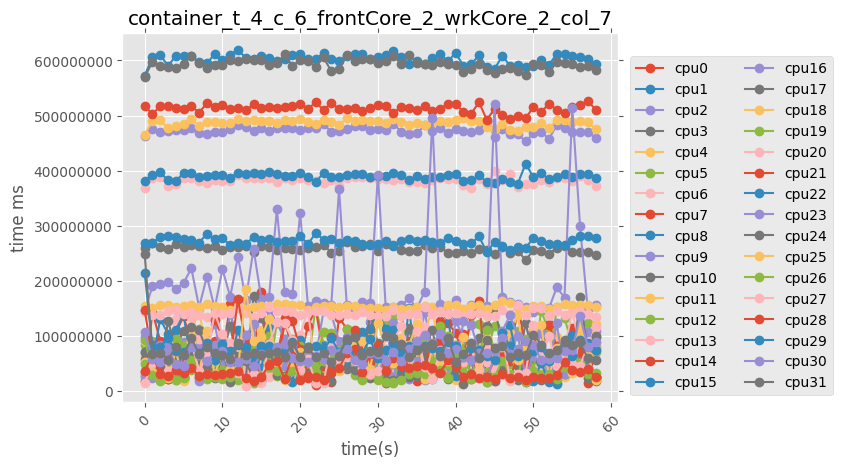 container_t_4_c_6_frontCore_2_wrkCore_2_col_7
time ms
600000000
500000000
400000000
300000000
200000000
100000000
0
0
10
20
30
40
50
60
time(s)
cpu0
cpu1
cpu2
cpu3
cpu4
cpu5
cpu6
cpu7
cpu8
cpu9
cpu10
cpu11
cpu12
cpu13
cpu14
cpu15
cpu16
cpu17
cpu18
cpu19
cpu20
cpu21
cpu22
cpu23
cpu24
cpu25
cpu26
cpu27
cpu28
cpu29
cpu30
cpu31